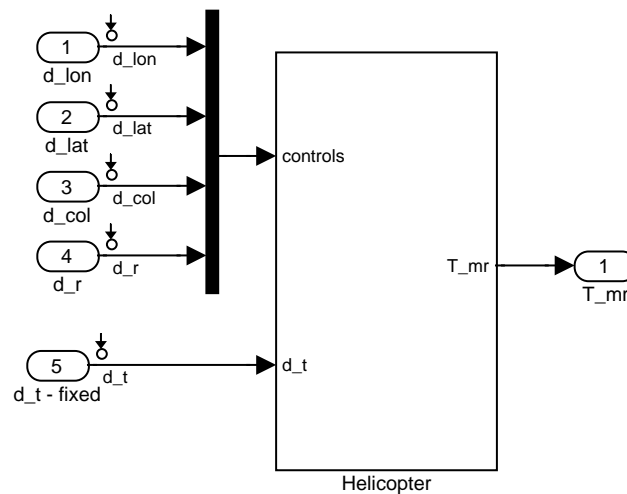 1
d_lon
d_lon
2
d_lat
d_lat
3
d_col
d_col
4
d_r
d_r
controls
T_mr
1
T_mr
5
d_t
d_t - fixed
d_t
Helicopter